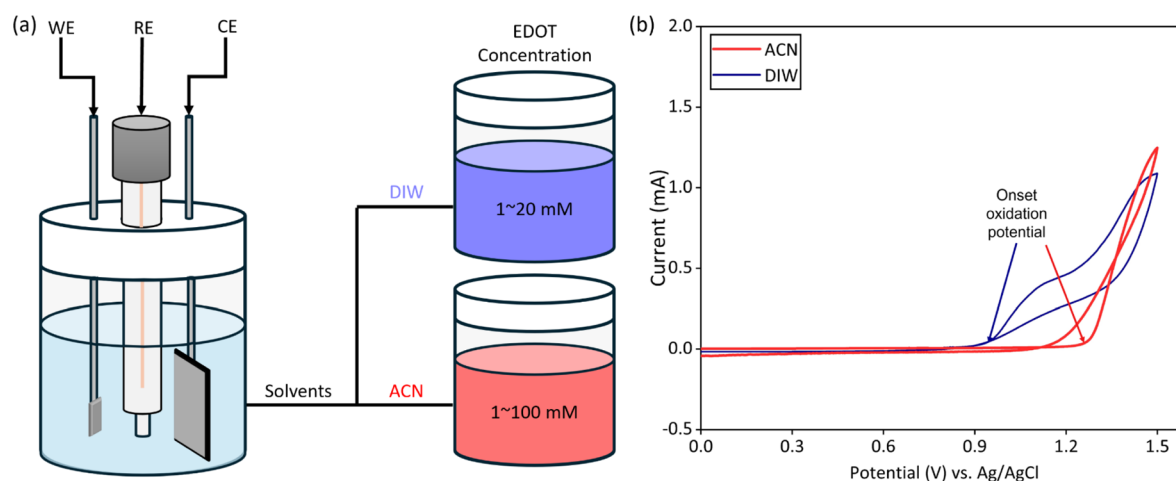 (a)
WE
RE
CE
EDOT
Concentration
DIW
1~20 mM
Solvents
ACN
1~100 mM
(b)
2.0
1.5
1.0
0.5
0.0
-0.5
Current (mA)
ACN
DIW
Onset
oxidation
potential
0.0
0.3
0.6
0.9
1.2
1.5
Potential (V) vs. Ag/AgCl